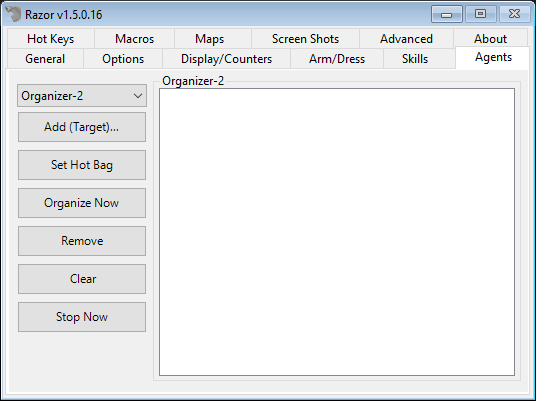 Razor v1.5.0.16
Hot Keys Macros Maps Screen Shots Advanced About
General Options Display/Counters Arm/Dress Skills Agents
Organizer-2
Organizer-2
Add (Target)...
Set Hot Bag
Organize Now
Remove
Clear
Stop Now